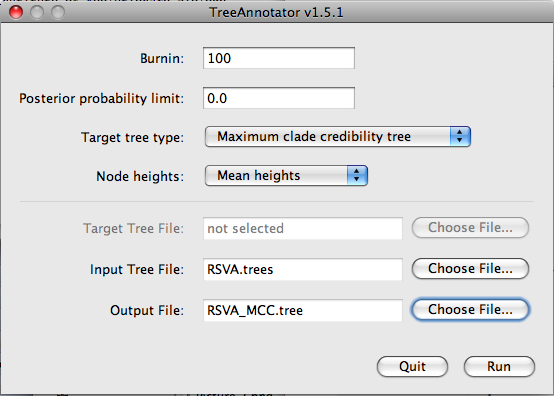 TreeAnnotator v1.5.1
Burnin: 100
Posterior probability limit: 0.0
Target tree type: Maximum clade credibility tree
Node heights: Mean heights
Target Tree File: not selected Choose File...
Input Tree File: RSVA.trees Choose File...
Output File: RSVA_MCC.tree Choose File...
Quit Run